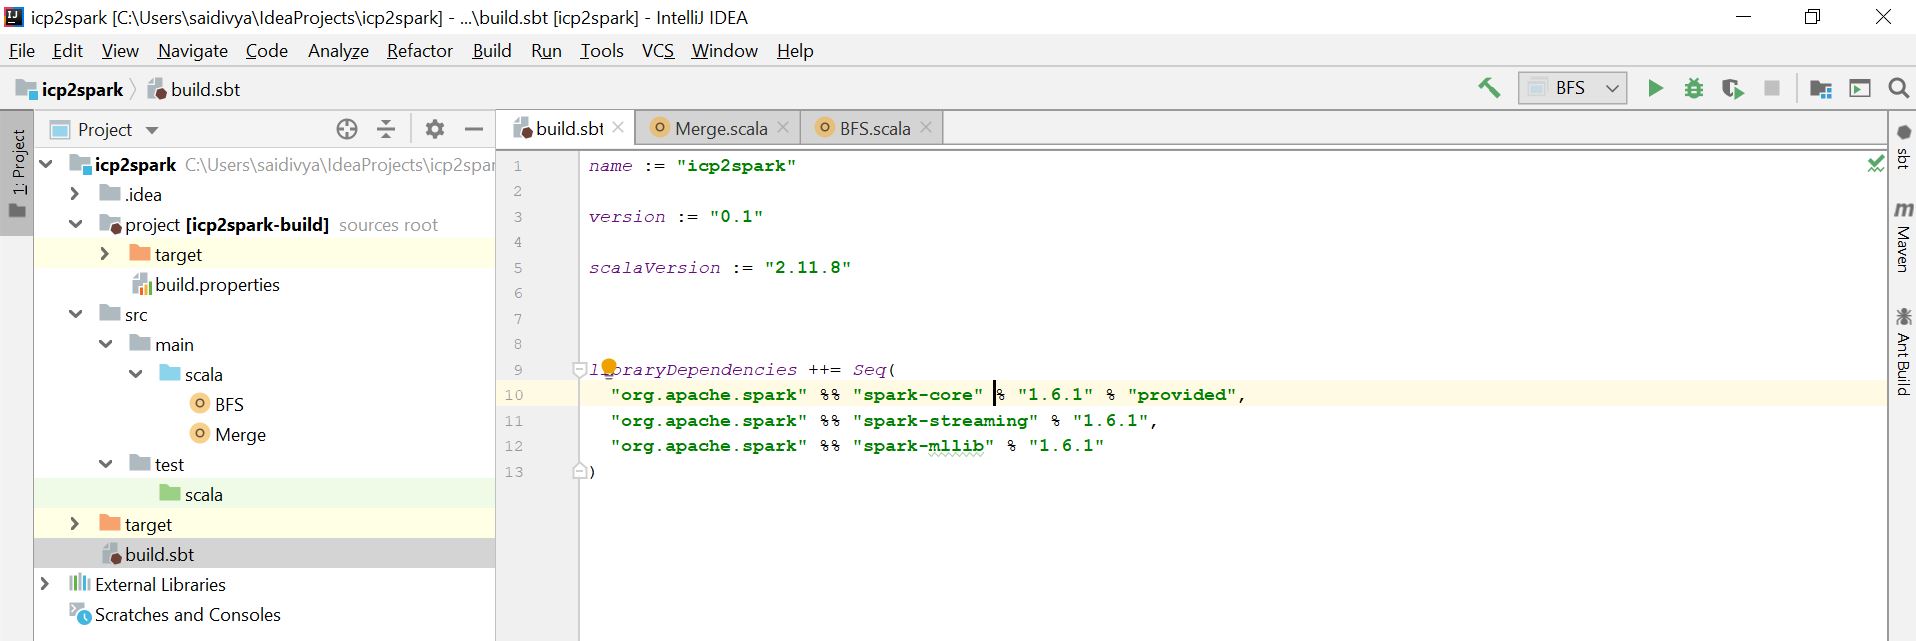 icp2spark [C:\Users\saidivya\IdeaProjects\icp2spark] - ...\build.sbt [icp2spark] - IntelliJ IDEA
File Edit View Navigate Code Analyze Refactor Build Run Tools VCS Window Help
icp2spark build.sbt BFS
1: Project
Project
icp2spark C:\Users\saidivya\IdeaProjects\icp2spar
.idea
project [icp2spark-build] sources root
target
build.properties
src
main
scala
BFS
Merge
test
scala
target
build.sbt
External Libraries
Scratches and Consoles
build.sbt Merge.scala BFS.scala
1 name := "icp2spark"
2
3 version := "0.1"
4
5 scalaVersion := "2.11.8"
6
7
8
9 libraryDependencies ++= Seq(
10 "org.apache.spark" %% "spark-core" % "1.6.1" % "provided",
11 "org.apache.spark" %% "spark-streaming" % "1.6.1",
12 "org.apache.spark" %% "spark-mllib" % "1.6.1"
13 )
sbt
m Maven
Ant Build